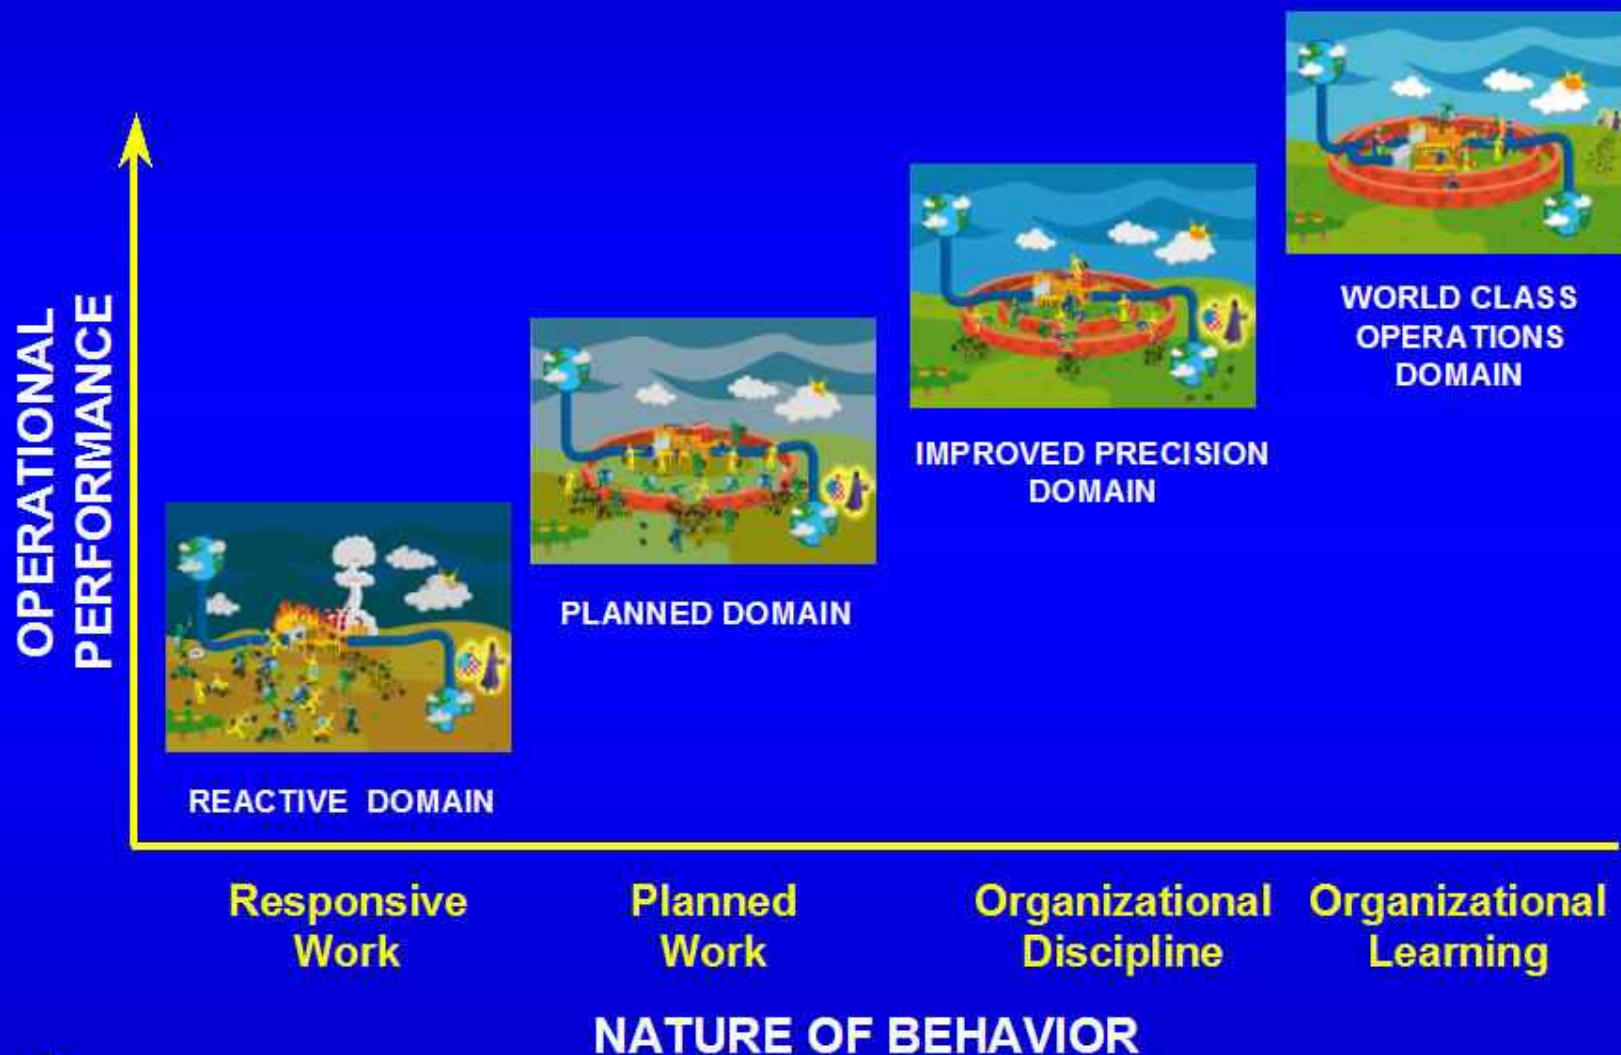 OPERATIONAL
PERFORMANCE
WORLD CLASS
OPERATIONS
DOMAIN
IMPROVED PRECISION
DOMAIN
PLANNED DOMAIN
REACTIVE DOMAIN
Responsive
Work
Planned
Work
Organizational
Discipline
Organizational
Learning
NATURE OF BEHAVIOR